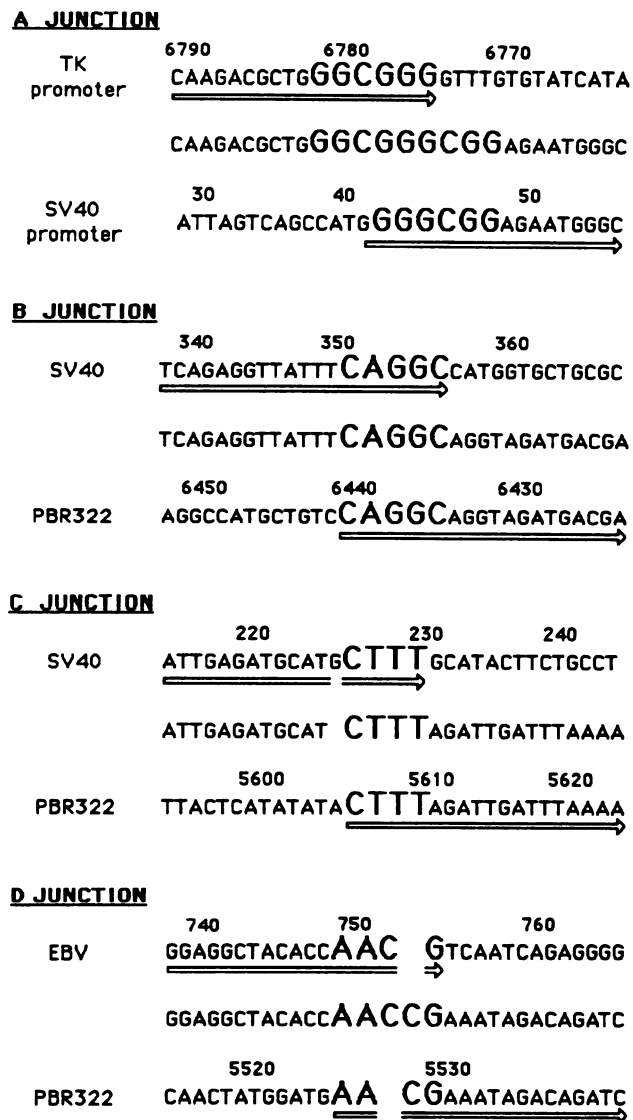 A JUNCTION
6790 6780 6770
TK promoter CAAGACGCTGGGCGGGGTTTGTGTATCATA
CAAGACGCTGGGCGGGCGGAGAATGGGC
30 40 50
SV40 promoter ATTAGTCAGCCATGGGGCGGAGAATGGGC
B JUNCTION
340 350 360
SV40 TCAGAGGTTATTTCAGGCCATGGTGCTGCGC
TCAGAGGTTATTTCAGGCAGGTAGATGACGA
6450 6440 6430
PBR322 AGGCCATGCTGTCCAGGCAGGTAGATGACGA
C JUNCTION
220 230 240
SV40 ATTGAGATGCATGCTTTGCATACTTCTGCCT
ATTGAGATGCAT CTTTAGATTGATTTAAAA
5600 5610 5620
PBR322 TTACTCATATATACTTTAGATTGATTTAAAA
D JUNCTION
740 750 760
EBV GGAGGCTACACCAAC GTCAATCAGAGGGG
GGAGGCTACACCAACCGAAATAGACAGATC
5520 5530
PBR322 CAACTATGGATGAA CGAAATAGACAGATC